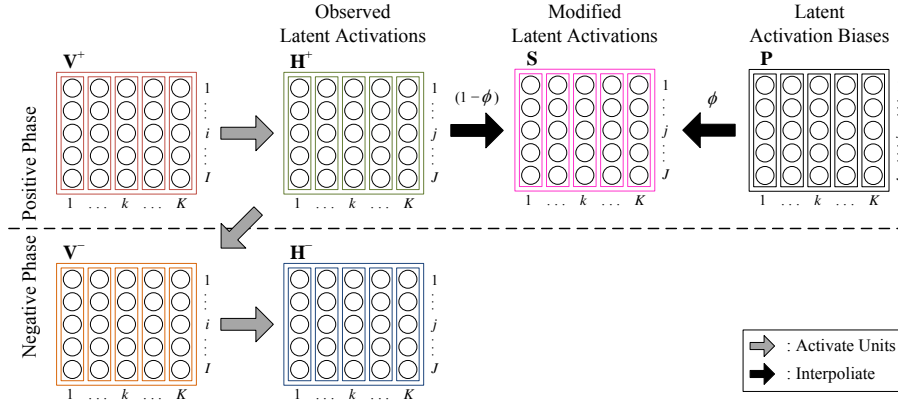 Observed
Latent Activations
Modified
Latent Activations
Latent
Activation Biases
Positive Phase
V+
1
:
i
:
I
1 ... k ... K
H+
1
:
j
:
J
1 ... k ... K
(1−ϕ)
S
1
:
j
:
J
1 ... k ... K
ϕ
P
1 ... k ... K
Negative Phase
V−
1
:
i
:
I
1 ... k ... K
H−
1
:
j
:
J
1 ... k ... K
: Activate Units
: Interpolate